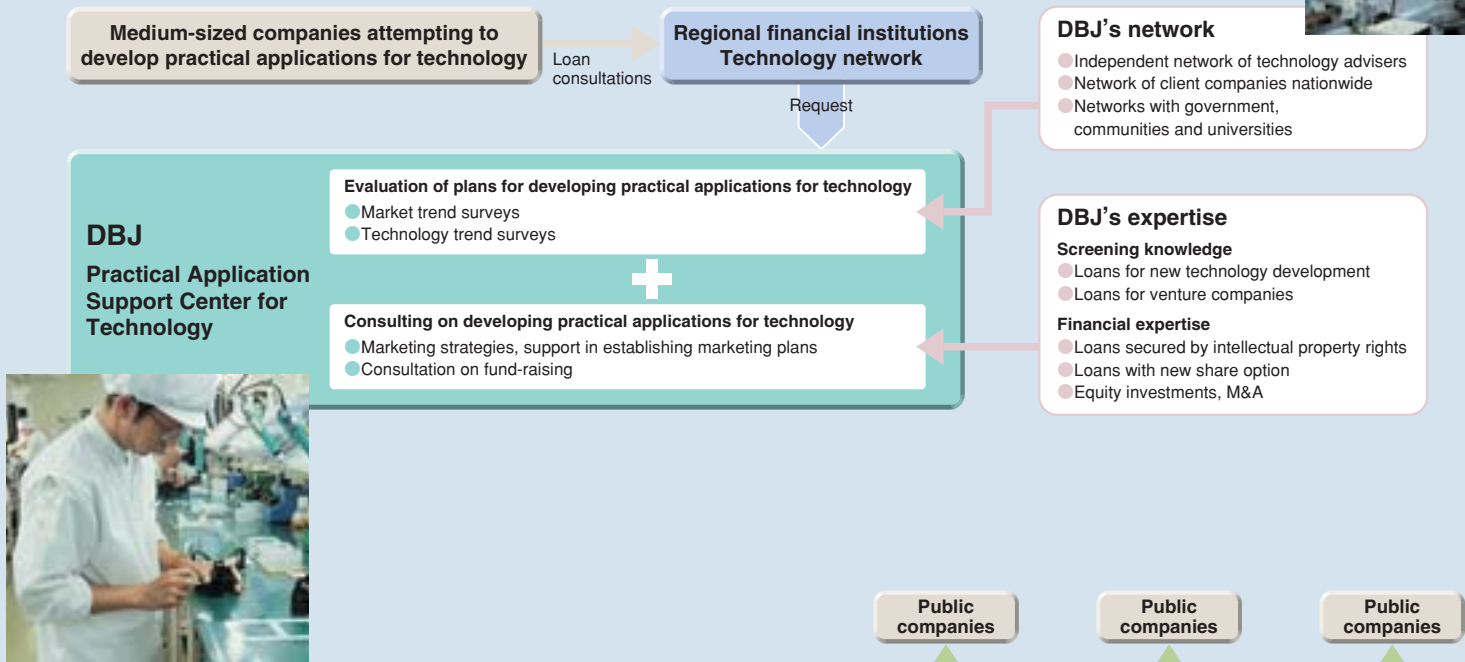 Medium-sized companies attempting to
develop practical applications for technology
Loan
consultations
Regional financial institutions
Technology network
Request
DBJ's network
●Independent network of technology advisers
●Network of client companies nationwide
●Networks with government,
communities and universities
DBJ
Practical Application
Support Center for
Technology
Evaluation of plans for developing practical applications for technology
●Market trend surveys
●Technology trend surveys
Consulting on developing practical applications for technology
●Marketing strategies, support in establishing marketing plans
●Consultation on fund-raising
DBJ's expertise
Screening knowledge
●Loans for new technology development
●Loans for venture companies
Financial expertise
●Loans secured by intellectual property rights
●Loans with new share option
●Equity investments, M&A
Public
companies
Public
companies
Public
companies